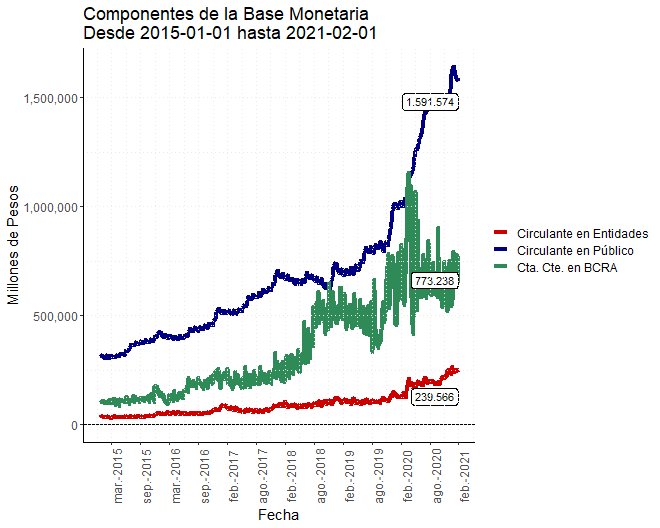 Componentes de la Base Monetaria
Desde 2015-01-01 hasta 2021-02-01
Millones de Pesos
1,500,000
1,000,000
500,000
0
1.591.574
773.238
239.566
Circulante en Entidades
Circulante en Público
Cta. Cte. en BCRA
mar.-2015
sep.-2015
mar.-2016
sep.-2016
feb.-2017
ago.-2017
feb.-2018
ago.-2018
feb.-2019
ago.-2019
feb.-2020
ago.-2020
feb.-2021
Fecha